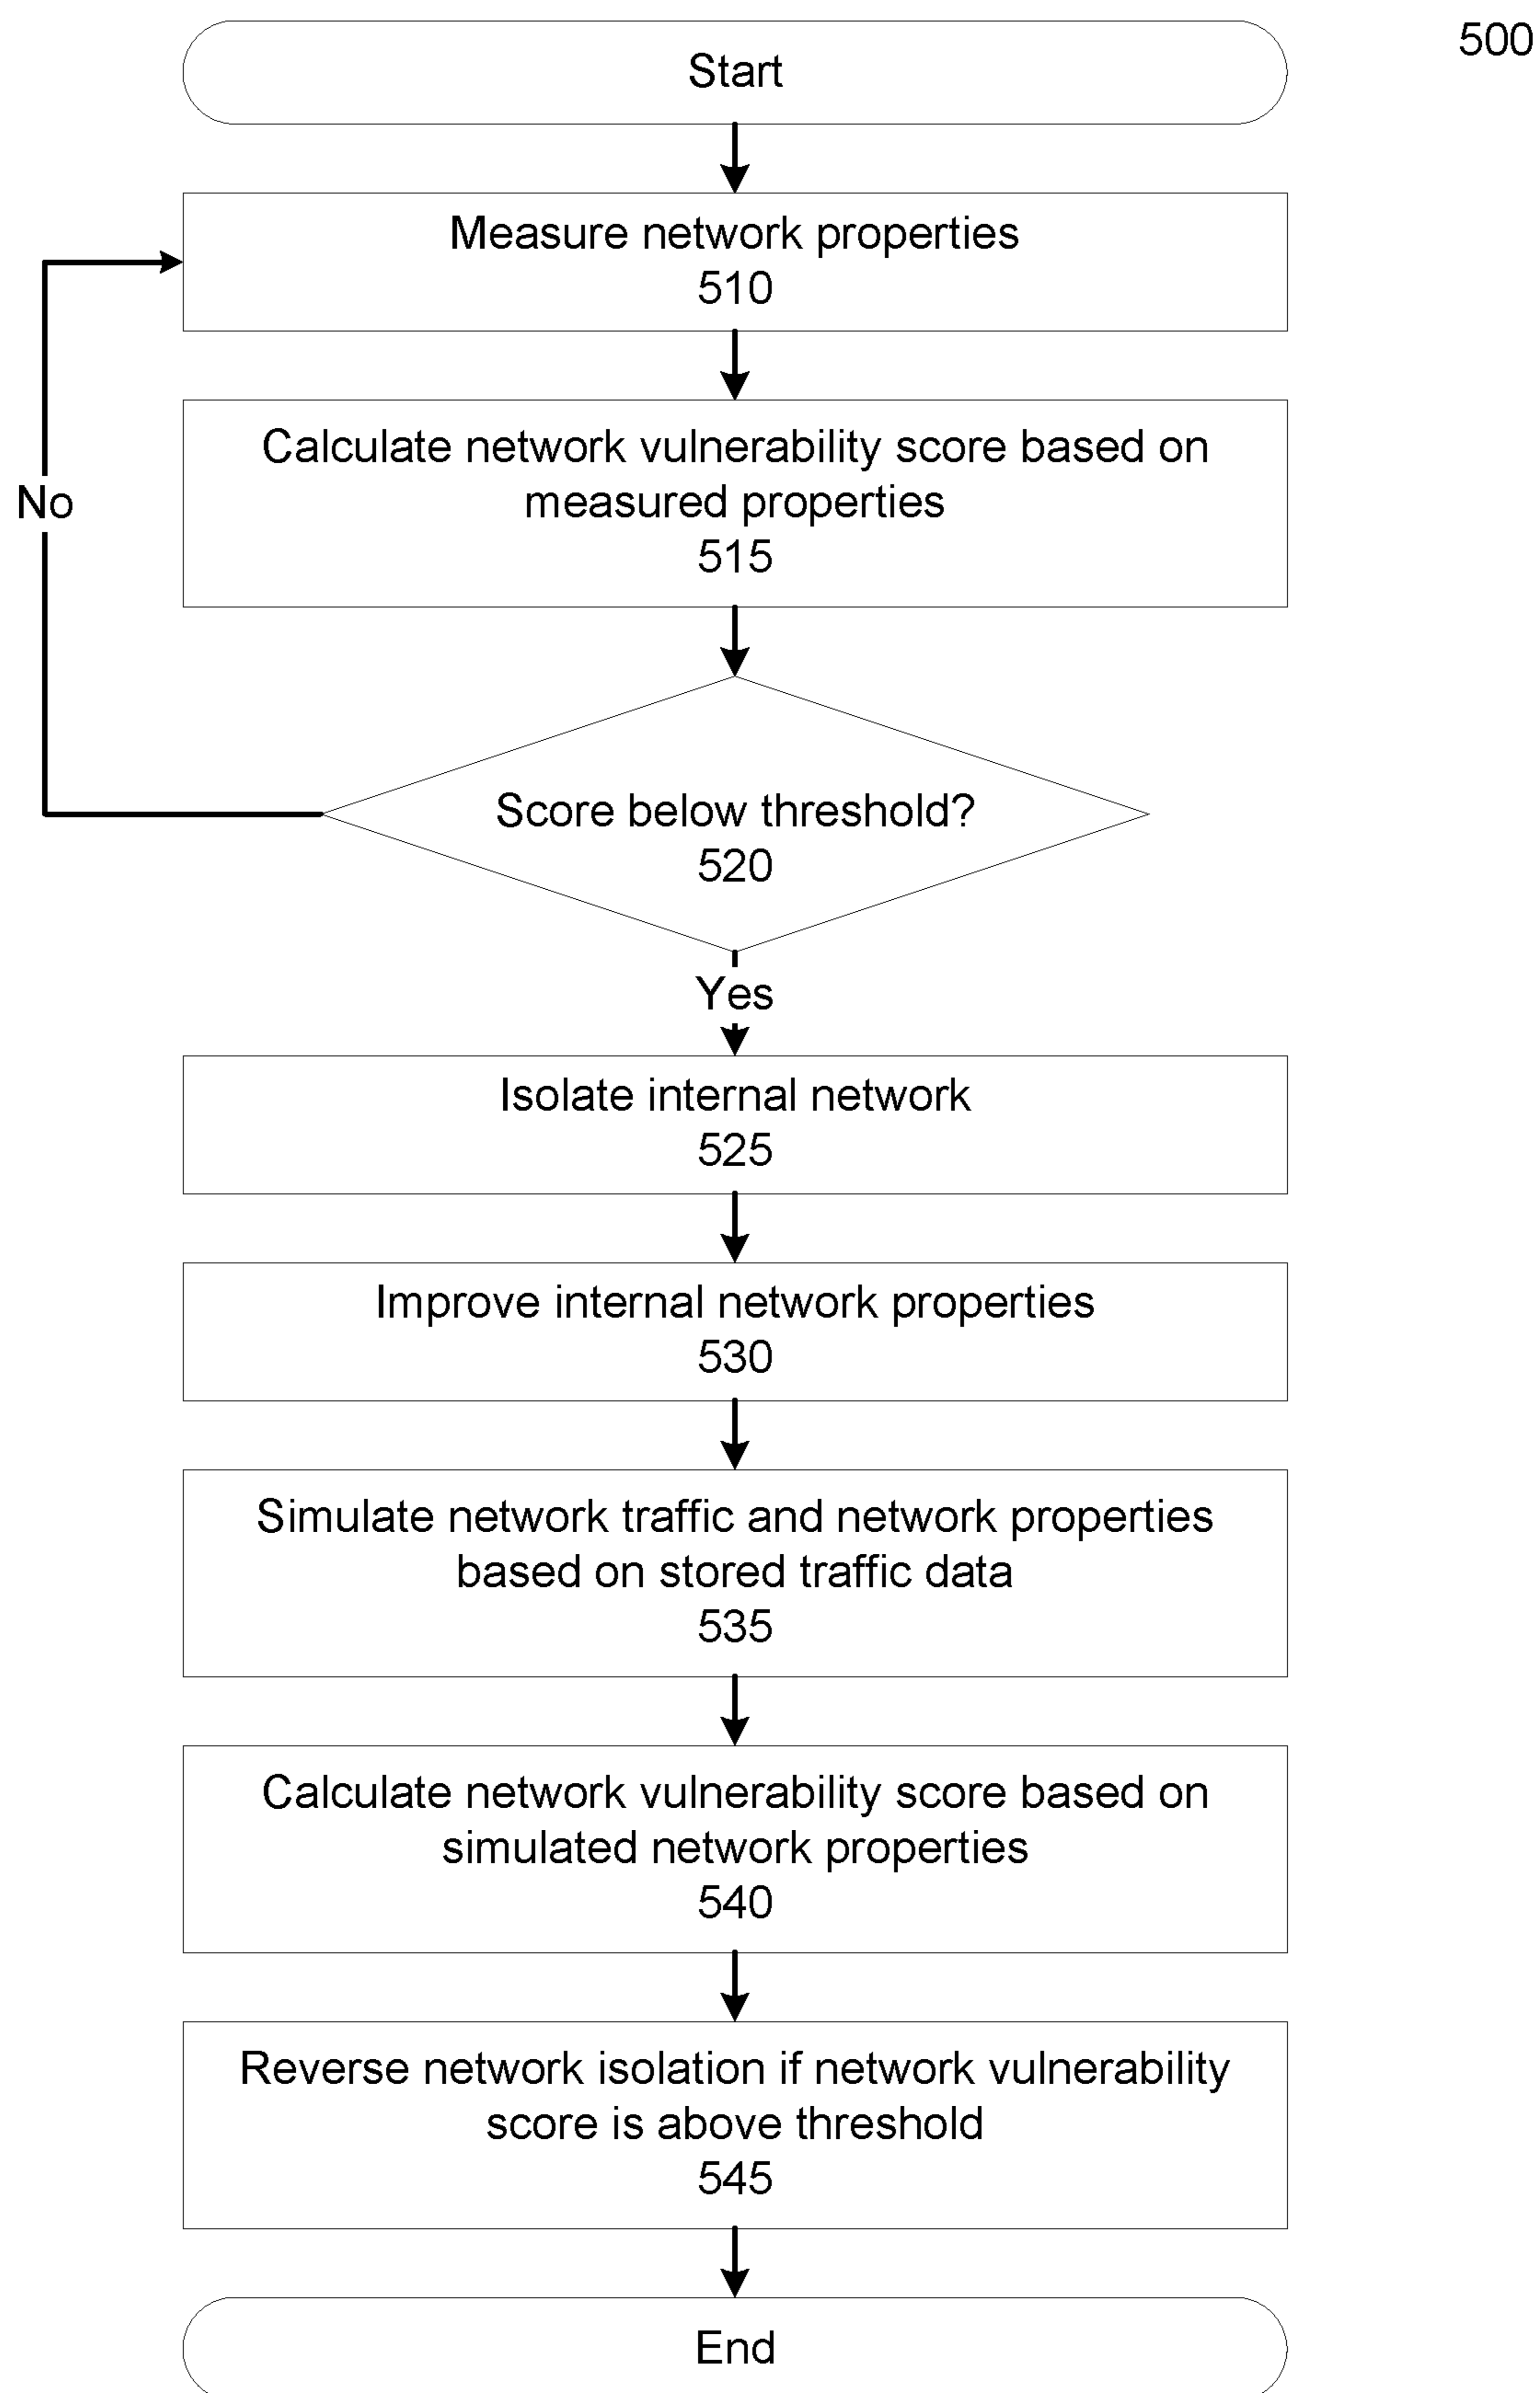 500
Start
Measure network properties
510
Calculate network vulnerability score based on
measured properties
515
No
Score below threshold?
520
Yes
Isolate internal network
525
Improve internal network properties
530
Simulate network traffic and network properties
based on stored traffic data
535
Calculate network vulnerability score based on
simulated network properties
540
Reverse network isolation if network vulnerability
score is above threshold
545
End